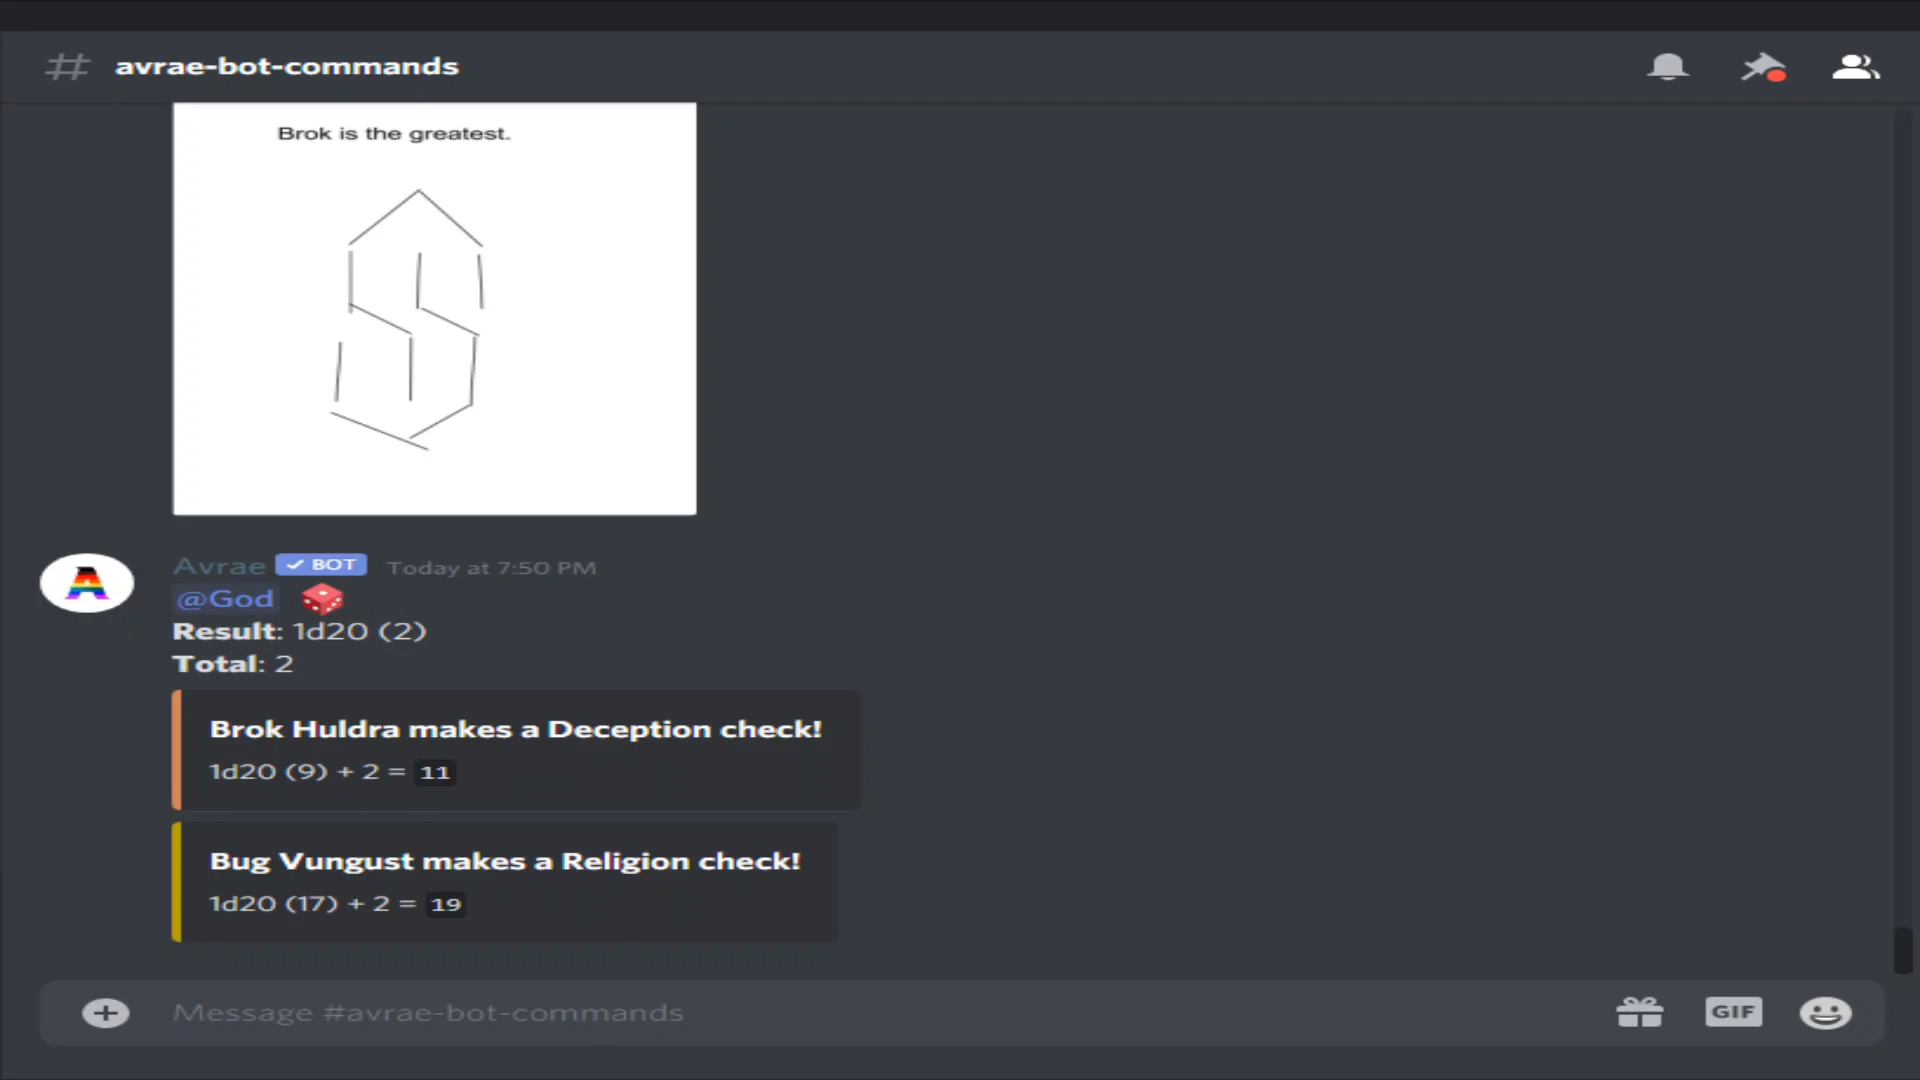 # avrae-bot-commands
Brok is the greatest.
A
Avrae ✓ BOT Today at 7:50 PM
@God
Result: 1d20 (2)
Total: 2
Brok Huldra makes a Deception check!
1d20 (9) + 2 = 11
Bug Vungust makes a Religion check!
1d20 (17) + 2 = 19
Message #avrae-bot-commands
GIF